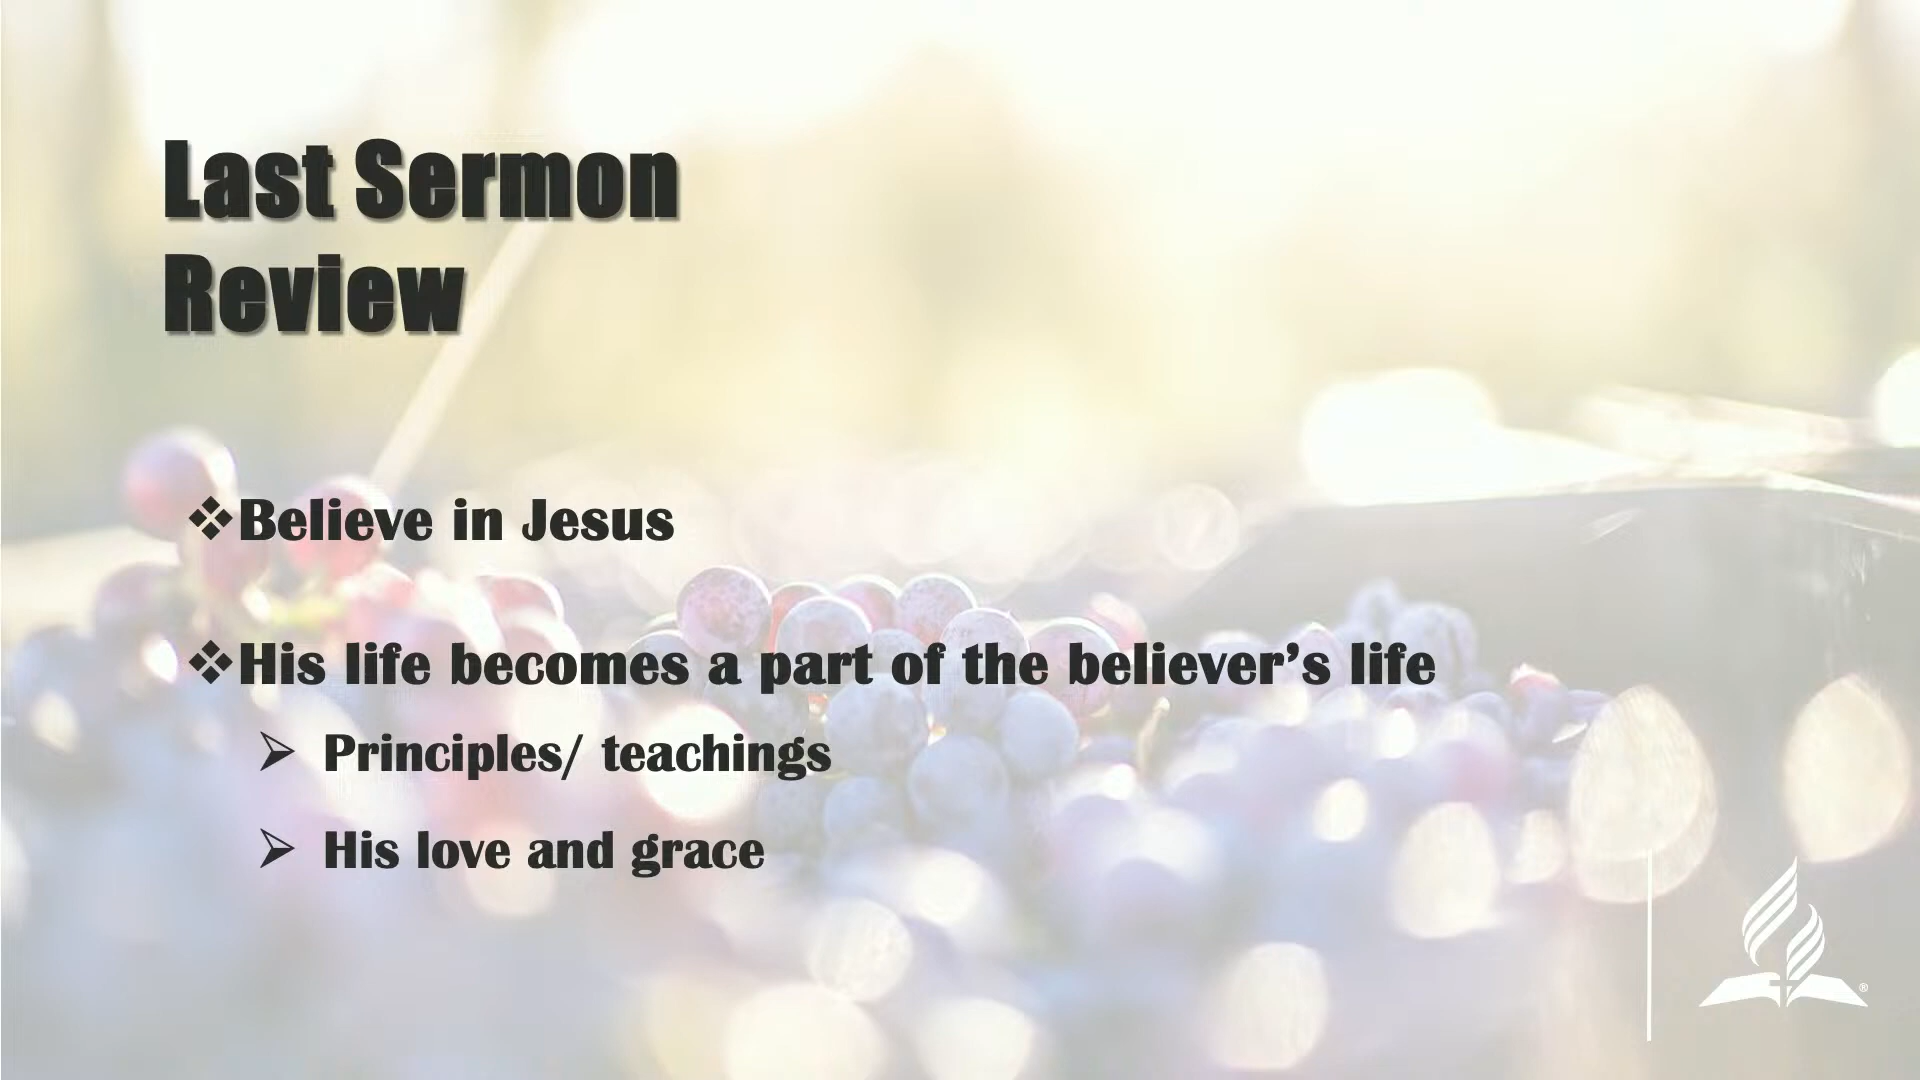 Last Sermon
Review
❖Believe in Jesus
❖His life becomes a part of the believer’s life
➢ Principles/ teachings
➢ His love and grace
®